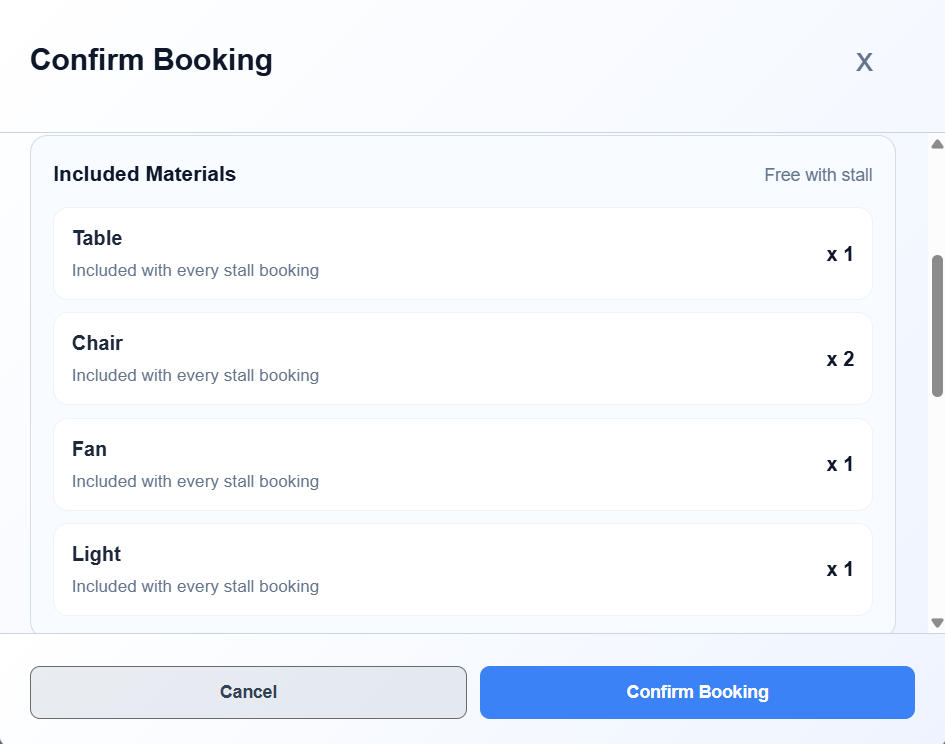 Confirm Booking
X
Included Materials
Free with stall
Table
Included with every stall booking
x 1
Chair
Included with every stall booking
x 2
Fan
Included with every stall booking
x 1
Light
Included with every stall booking
x 1
Cancel
Confirm Booking